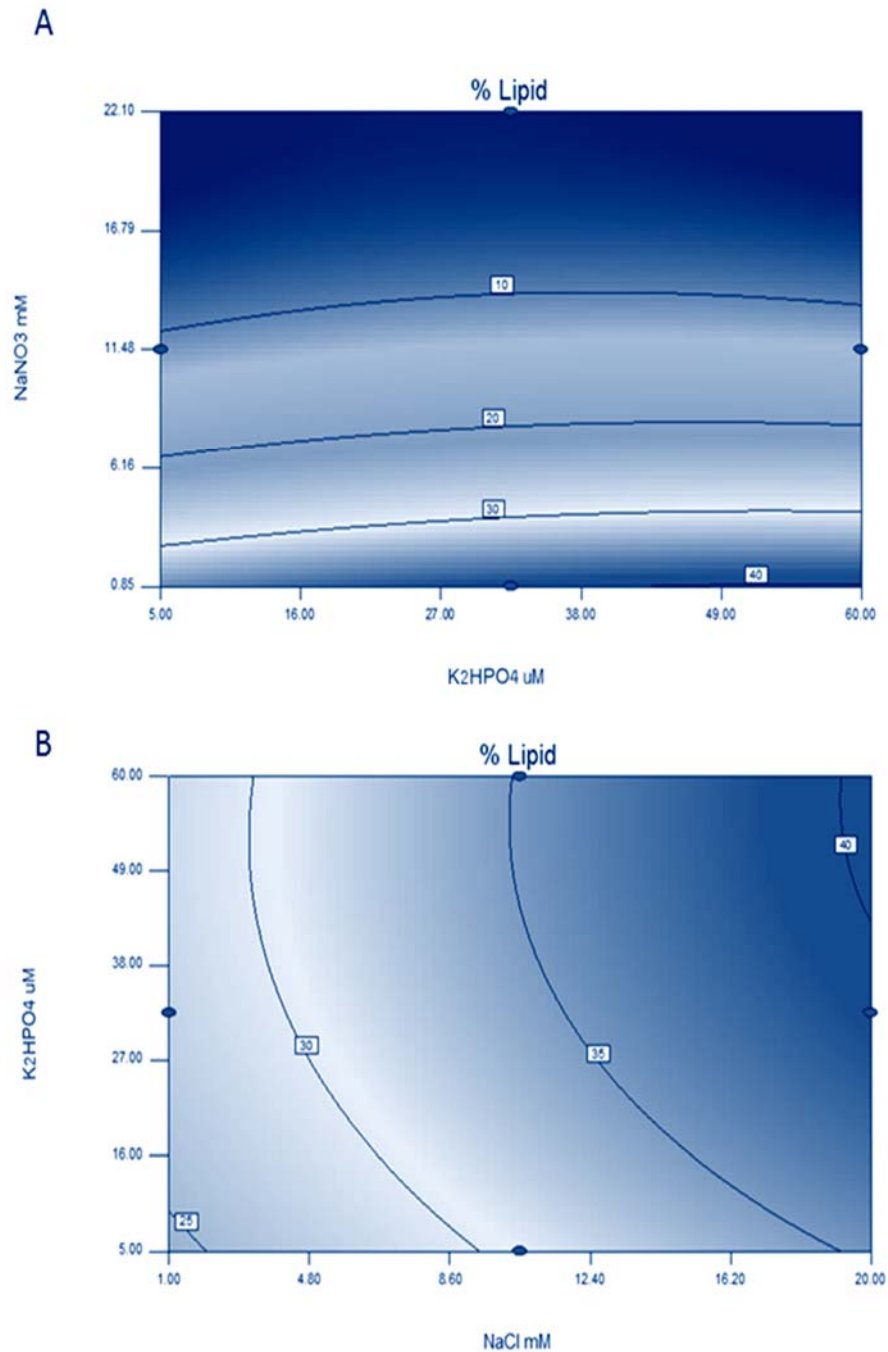 A
% Lipid
22.10
16.79
11.48
6.16
0.85
NaNO3 mM
10
20
30
40
5.00 16.00 27.00 38.00 49.00 60.00
K2HPO4 uM
B
% Lipid
60.00
49.00
38.00
27.00
16.00
5.00
K2HPO4 uM
40
30
35
25
1.00 4.80 8.60 12.40 16.20 20.00
NaCl mM